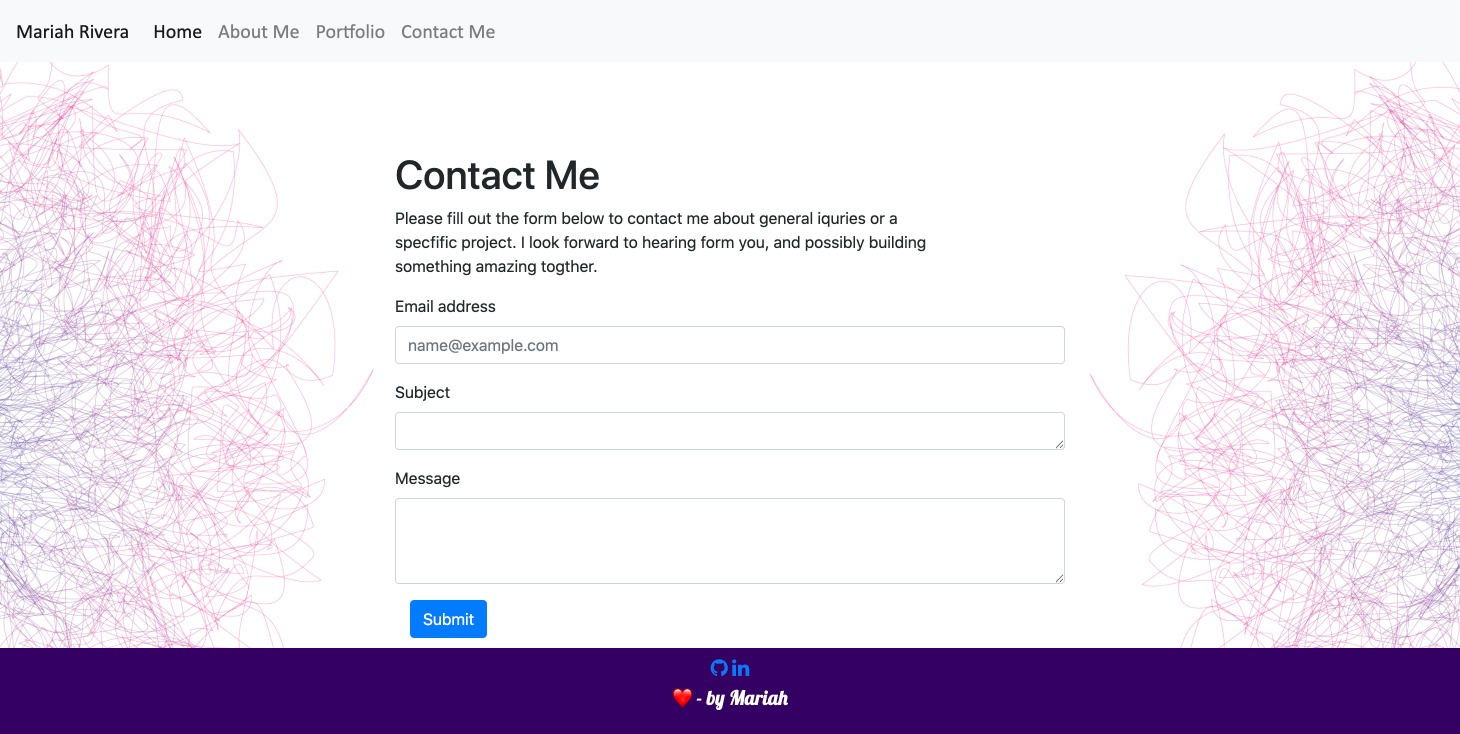 Mariah Rivera Home About Me Portfolio Contact Me
Contact Me
Please fill out the form below to contact me about general iquries or a
specfific project. I look forward to hearing form you, and possibly building
something amazing togther.
Email address
name@example.com
Subject
Message
Submit
in
❤️ - by Mariah